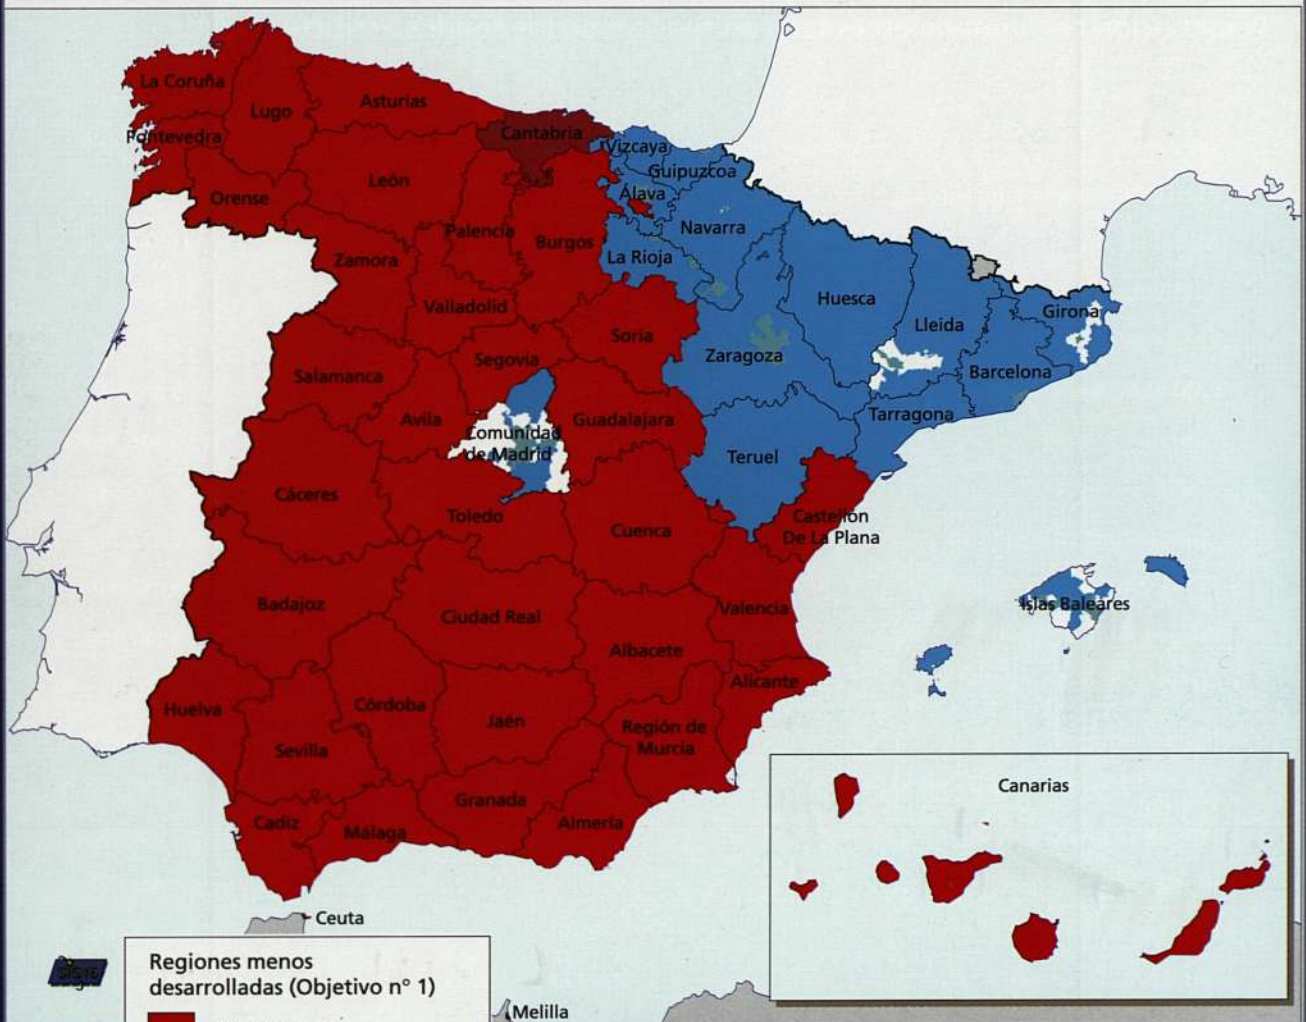 La Coruña
Lugo
Asturias
Cantabria
Vizcaya
Guipuzcoa
Pontevedra
Orense
León
Álava
Navarra
Palencia
Burgos
La Rioja
Zamora
Huesca
Girona
Valladolid
Lleida
Soria
Segovia
Zaragoza
Barcelona
Salamanca
Avila
Guadalajara
Tarragona
Comunidad
de Madrid
Teruel
Cáceres
Toledo
Cuenca
Castellón
De La Plana
Badajoz
Ciudad Real
Valencia
Islas Baleares
Albacete
Alicante
Huelva
Córdoba
Jaén
Región de
Murcia
Sevilla
Canarias
Granada
Cadiz
Málaga
Almería
Ceuta
Regiones menos
desarrolladas (Objetivo n° 1)
Melilla